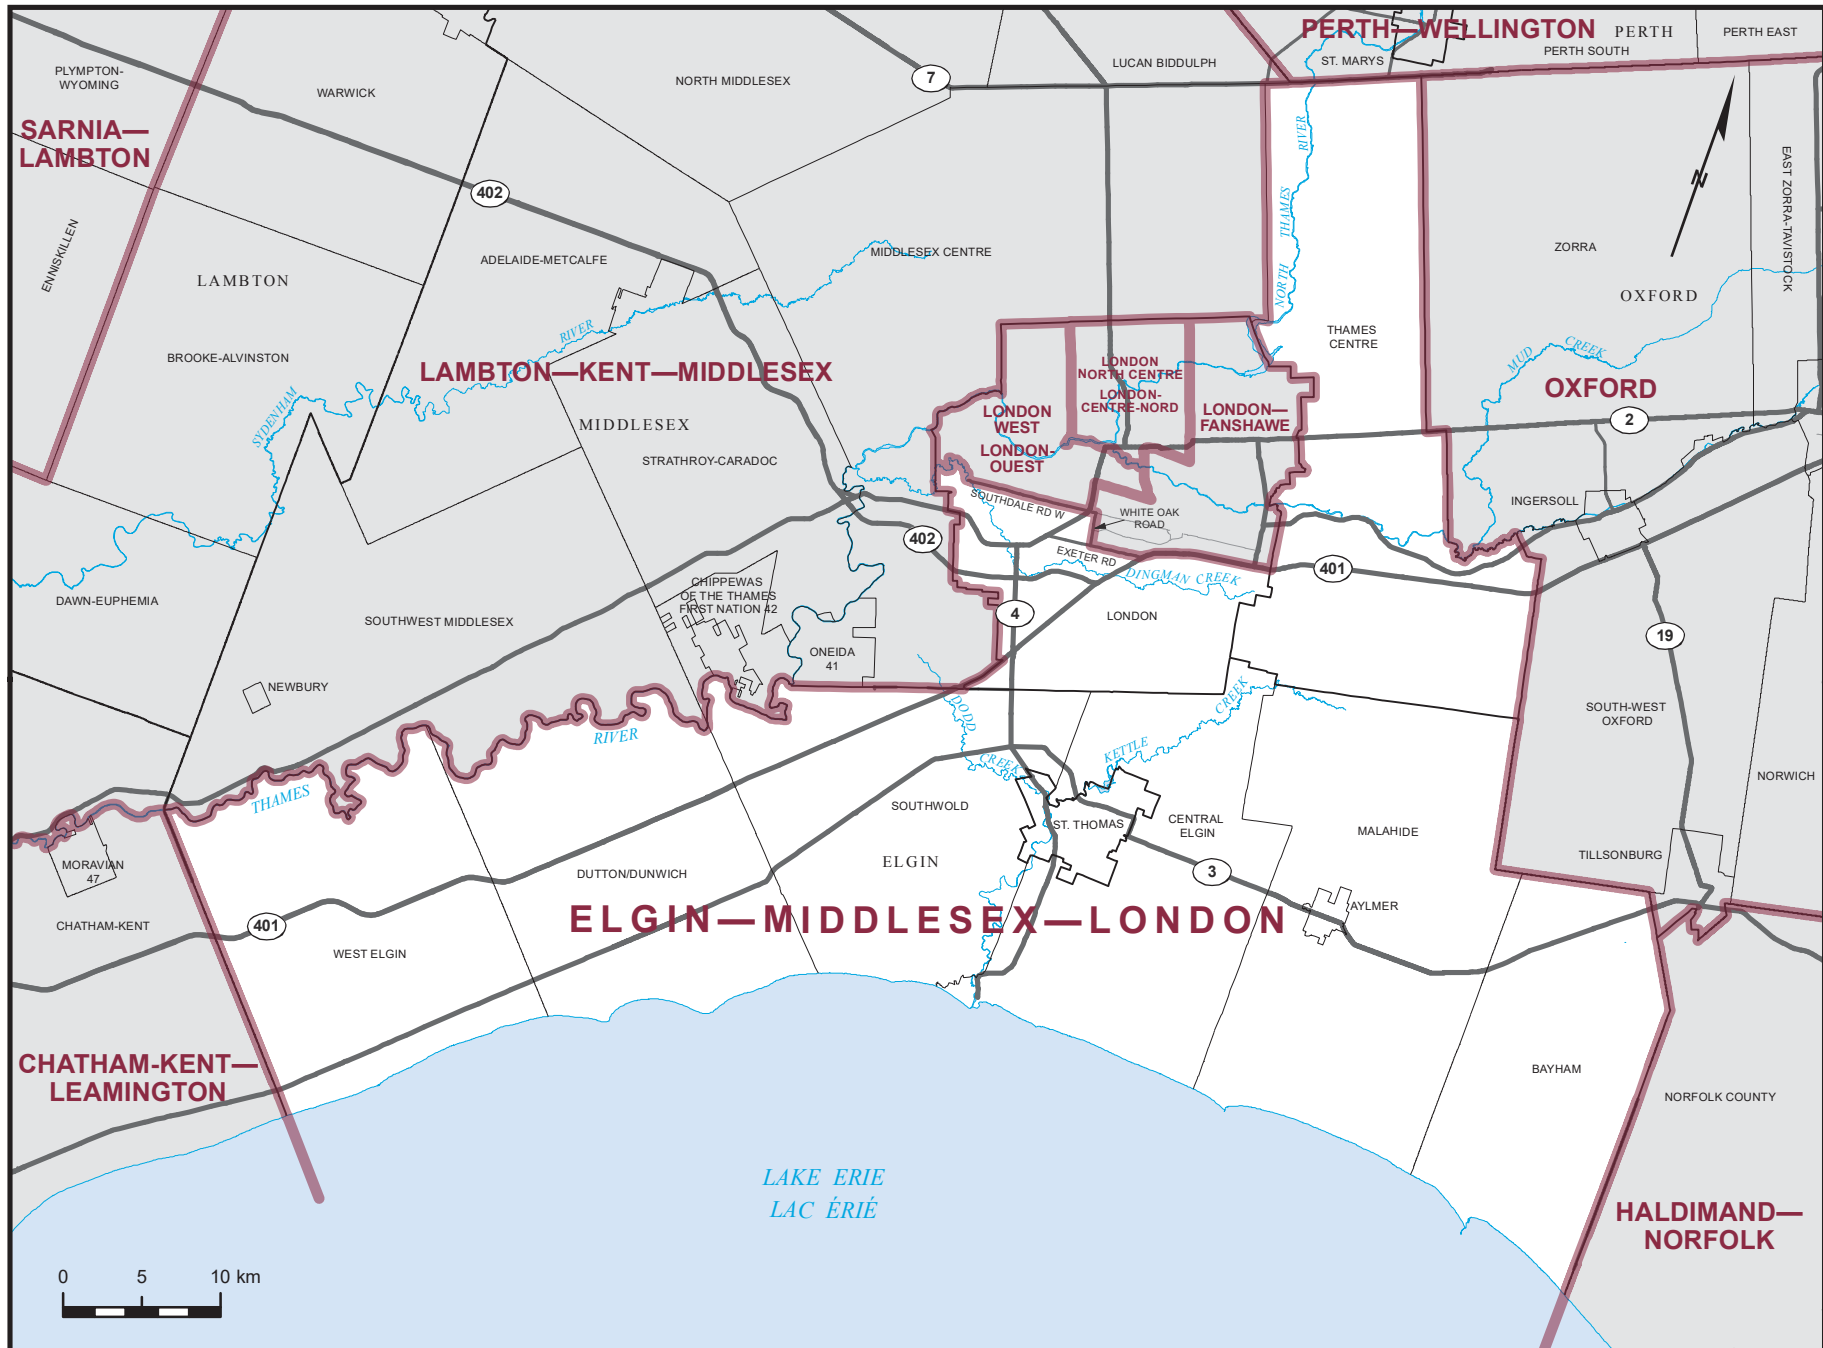 PERTH—WELLINGTON
PERTH
PERTH EAST
PERTH SOUTH
ST. MARYS
LUCAN BIDDULPH
PLYMPTON-
WYOMING
WARWICK
NORTH MIDDLESEX
7
SARNIA—
LAMBTON
402
ENNISKILLEN
LAMBTON
ADELAIDE-METCALFE
MIDDLESEX CENTRE
NORTH THAMES RIVER
N
ZORRA
EAST ZORRA-TAVISTOCK
OXFORD
THAMES
CENTRE
MUD CREEK
OXFORD
2
BROOKE-ALVINSTON
SYDENHAM RIVER
LAMBTON—KENT—MIDDLESEX
MIDDLESEX
STRATHROY-CARADOC
LONDON
NORTH CENTRE
LONDON-
CENTRE-NORD
LONDON
WEST
LONDON-
OUEST
LONDON—
FANSHAWE
SOUTHDALE RD W
WHITE OAK
ROAD
EXETER RD
DINGMAN CREEK
INGERSOLL
402
401
4
LONDON
19
DAWN-EUPHEMIA
SOUTHWEST MIDDLESEX
CHIPPEWAS
OF THE THAMES
FIRST NATION 42
ONEIDA
41
NEWBURY
THAMES RIVER
DODD CREEK
KETTLE CREEK
SOUTH-WEST
OXFORD
NORWICH
SOUTHWOLD
ST. THOMAS
CENTRAL
ELGIN
MALAHIDE
TILLSONBURG
MORAVIAN
47
DUTTON/DUNWICH
ELGIN
3
AYLMER
CHATHAM-KENT
401
WEST ELGIN
ELGIN—MIDDLESEX—LONDON
CHATHAM-KENT—
LEAMINGTON
BAYHAM
NORFOLK COUNTY
LAKE ERIE
LAC ÉRIÉ
HALDIMAND—
NORFOLK
0 5 10 km